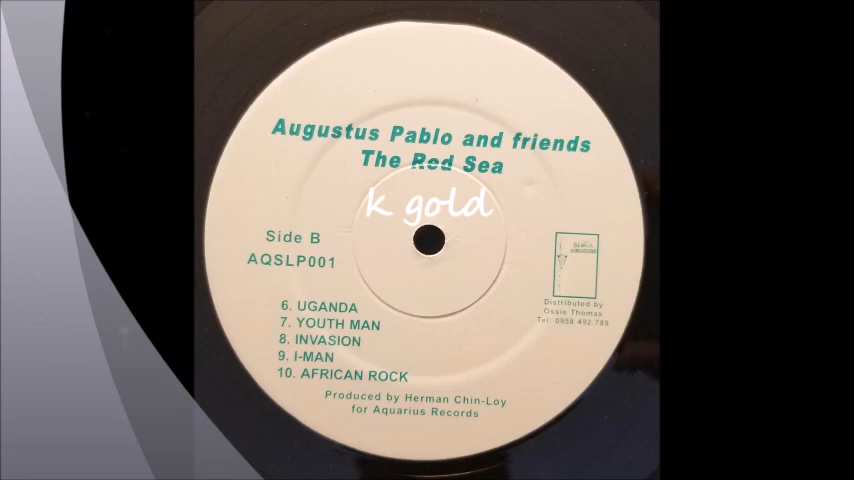 Augustus Pablo and friends
The Red Sea
k gold
Side B
AQSLP001
6. UGANDA
7. YOUTH MAN
8. INVASION
9. I-MAN
10. AFRICAN ROCK
Produced by Herman Chin-Loy
for Aquarius Records
Distributed by
Ossie Thomas
Tel: 0958 492 789